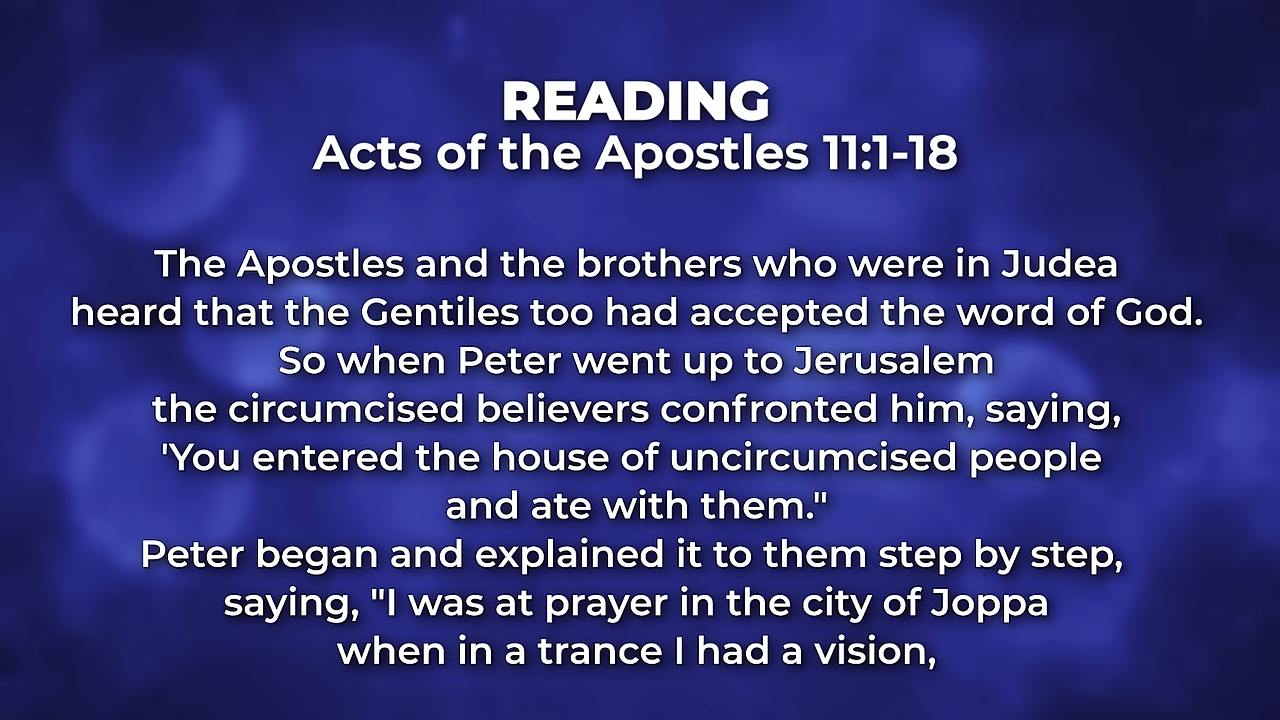 READING
Acts of the Apostles 11:1-18
The Apostles and the brothers who were in Judea
heard that the Gentiles too had accepted the word of God.
So when Peter went up to Jerusalem
the circumcised believers confronted him, saying,
'You entered the house of uncircumcised people
and ate with them."
Peter began and explained it to them step by step,
saying, "I was at prayer in the city of Joppa
when in a trance I had a vision,